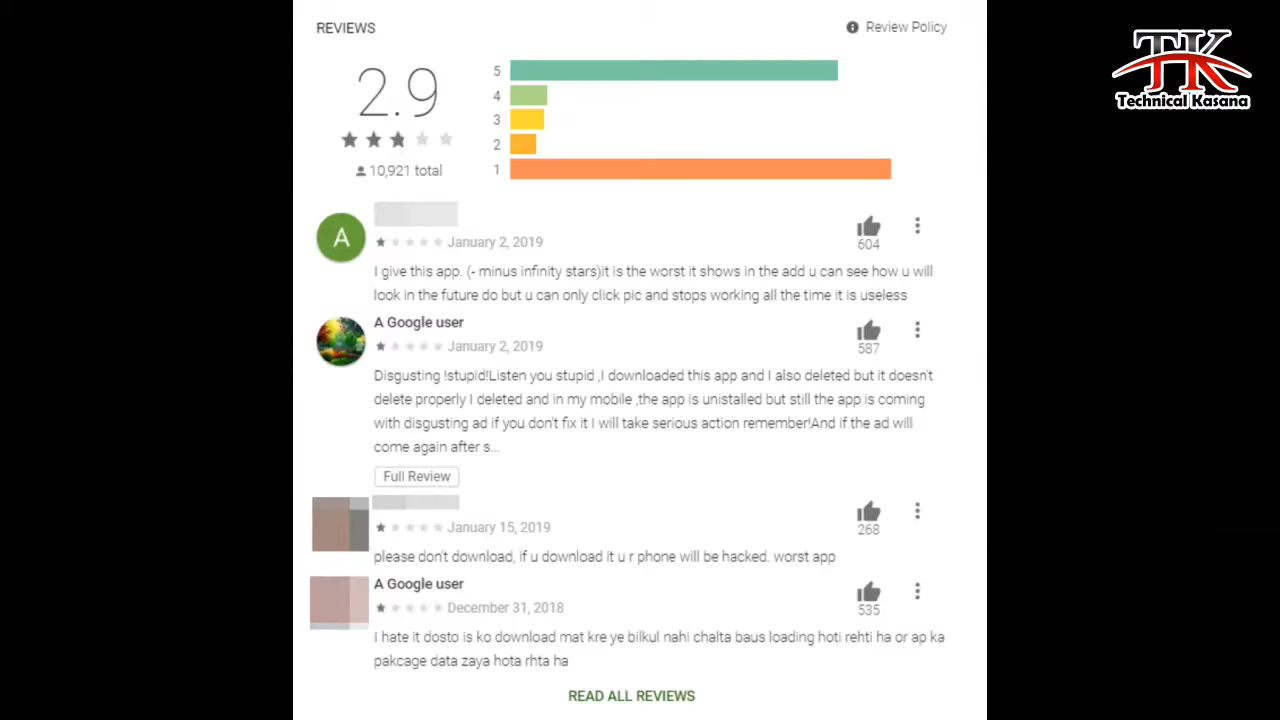 REVIEWS
Review Policy
TK
Technical Kasana
2.9
10,921 total
5
4
3
2
1
A
January 2, 2019
604
I give this app. (- minus infinity stars)it is the worst it shows in the add u can see how u will
look in the future do but u can only click pic and stops working all the time it is useless
A Google user
January 2, 2019
587
Disgusting !stupid!Listen you stupid ,I downloaded this app and I also deleted but it doesn't
delete properly I deleted and in my mobile ,the app is unistalled but still the app is coming
with disgusting ad if you don't fix it I will take serious action remember!And if the ad will
come again after s...
Full Review
January 15, 2019
268
please don't download, if u download it u r phone will be hacked. worst app
A Google user
December 31, 2018
535
I hate it dosto is ko download mat kre ye bilkul nahi chalta baus loading hoti rehti ha or ap ka
pakcage data zaya hota rhta ha
READ ALL REVIEWS